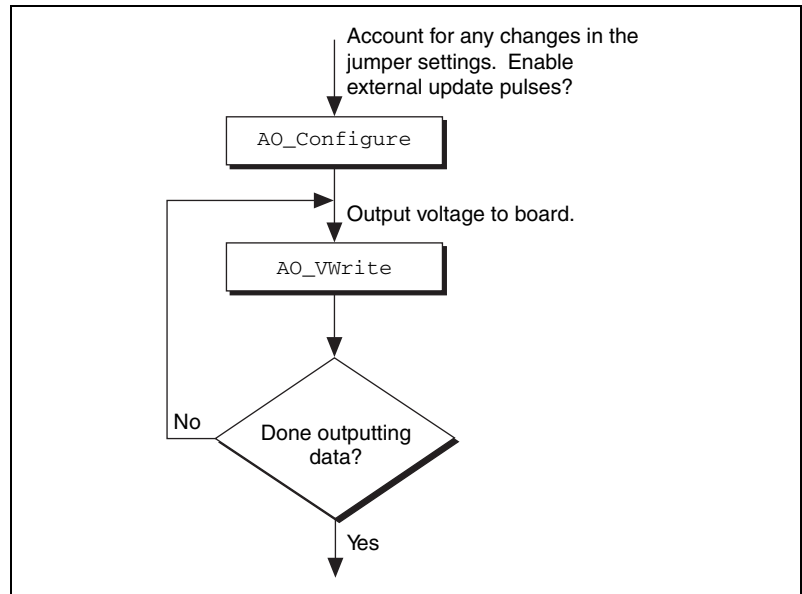 Account for any changes in the
jumper settings.  Enable
external update pulses?
AO_Configure
Output voltage to board.
AO_VWrite
No
Done outputting
data?
Yes